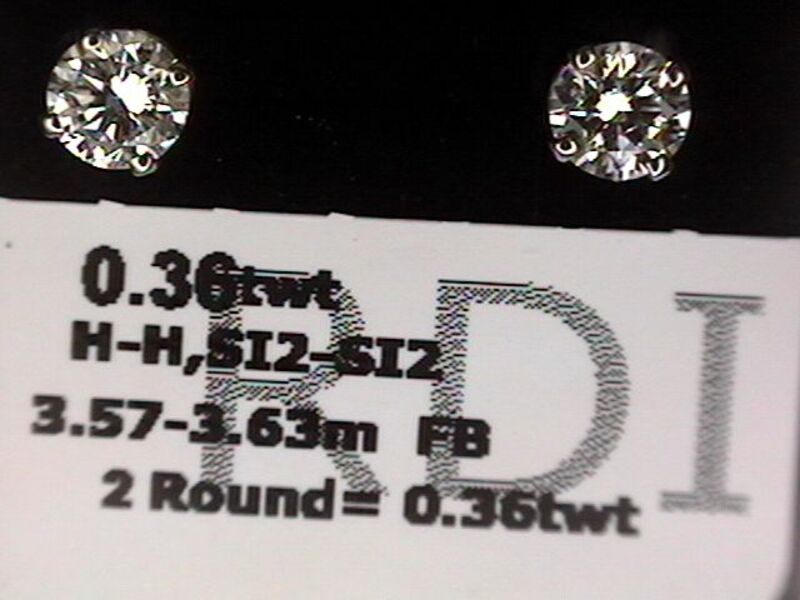 0.36twt
H-H,SI2-SI2
3.57-3.63m FB
2 Round= 0.36twt
RDI